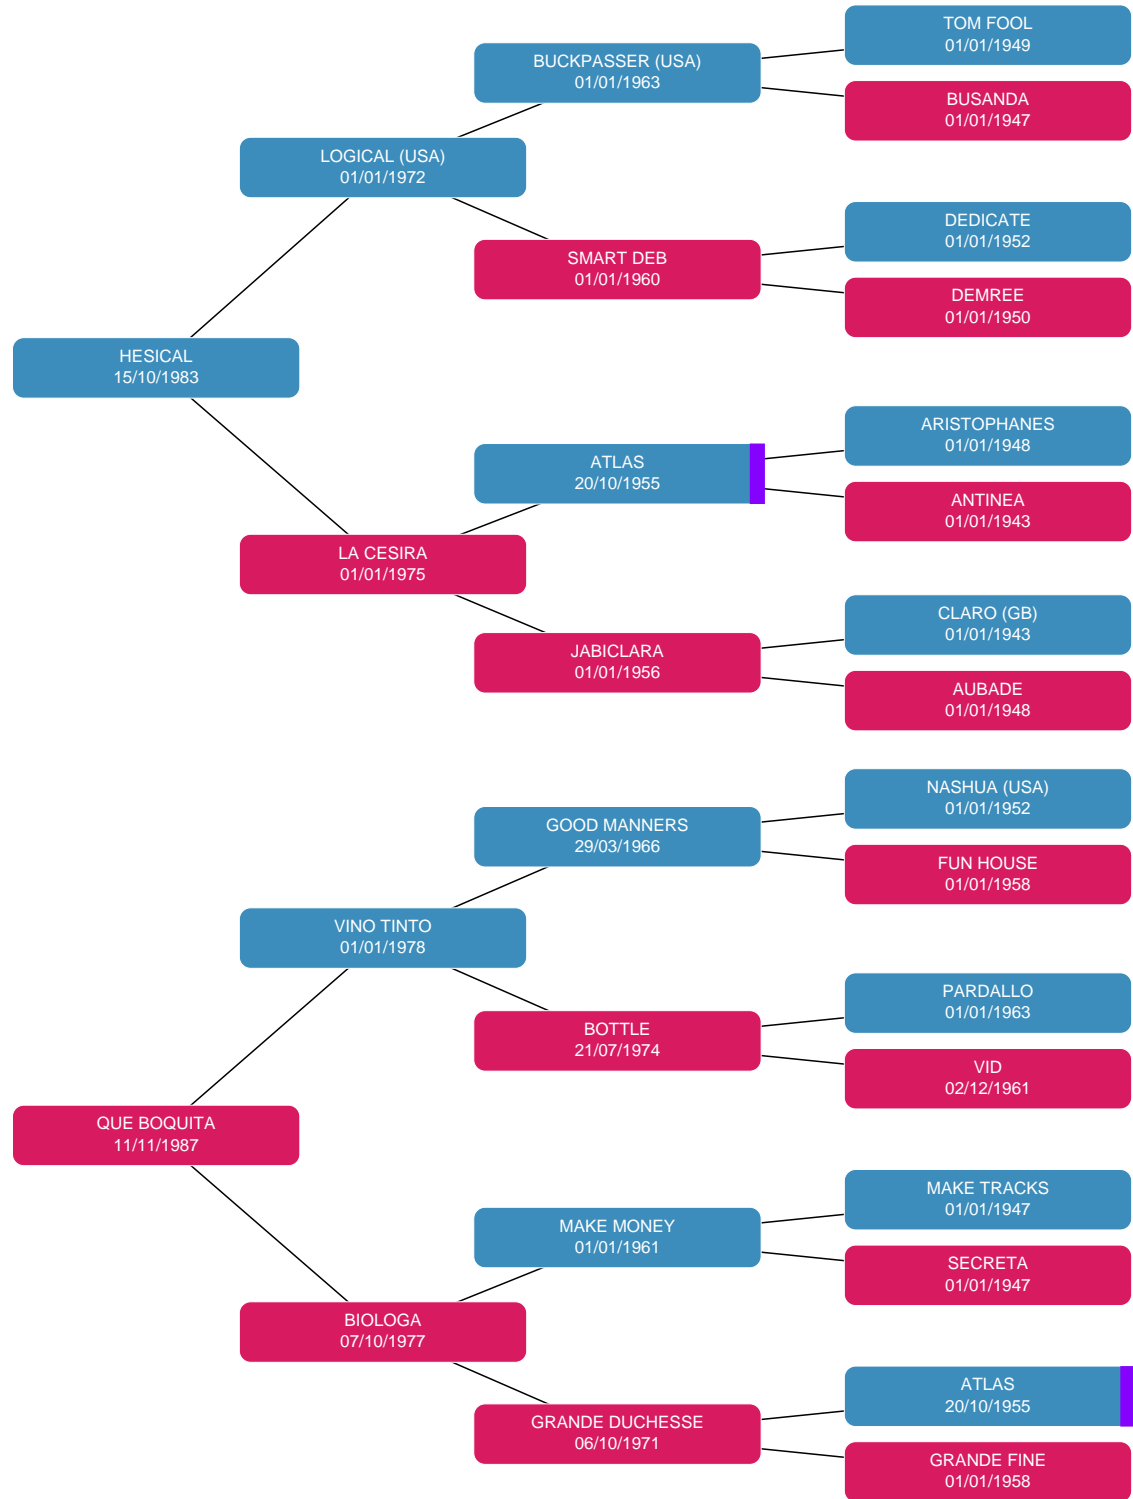 TOM FOOL
01/01/1949
BUCKPASSER (USA)
01/01/1963
BUSANDA
01/01/1947
LOGICAL (USA)
01/01/1972
DEDICATE
01/01/1952
SMART DEB
01/01/1960
DEMREE
01/01/1950
HESICAL
15/10/1983
ARISTOPHANES
01/01/1948
ATLAS
20/10/1955
ANTINEA
01/01/1943
LA CESIRA
01/01/1975
CLARO (GB)
01/01/1943
JABICLARA
01/01/1956
AUBADE
01/01/1948
NASHUA (USA)
01/01/1952
GOOD MANNERS
29/03/1966
FUN HOUSE
01/01/1958
VINO TINTO
01/01/1978
PARDALLO
01/01/1963
BOTTLE
21/07/1974
VID
02/12/1961
QUE BOQUITA
11/11/1987
MAKE TRACKS
01/01/1947
MAKE MONEY
01/01/1961
SECRETA
01/01/1947
BIOLOGA
07/10/1977
ATLAS
20/10/1955
GRANDE DUCHESSE
06/10/1971
GRANDE FINE
01/01/1958